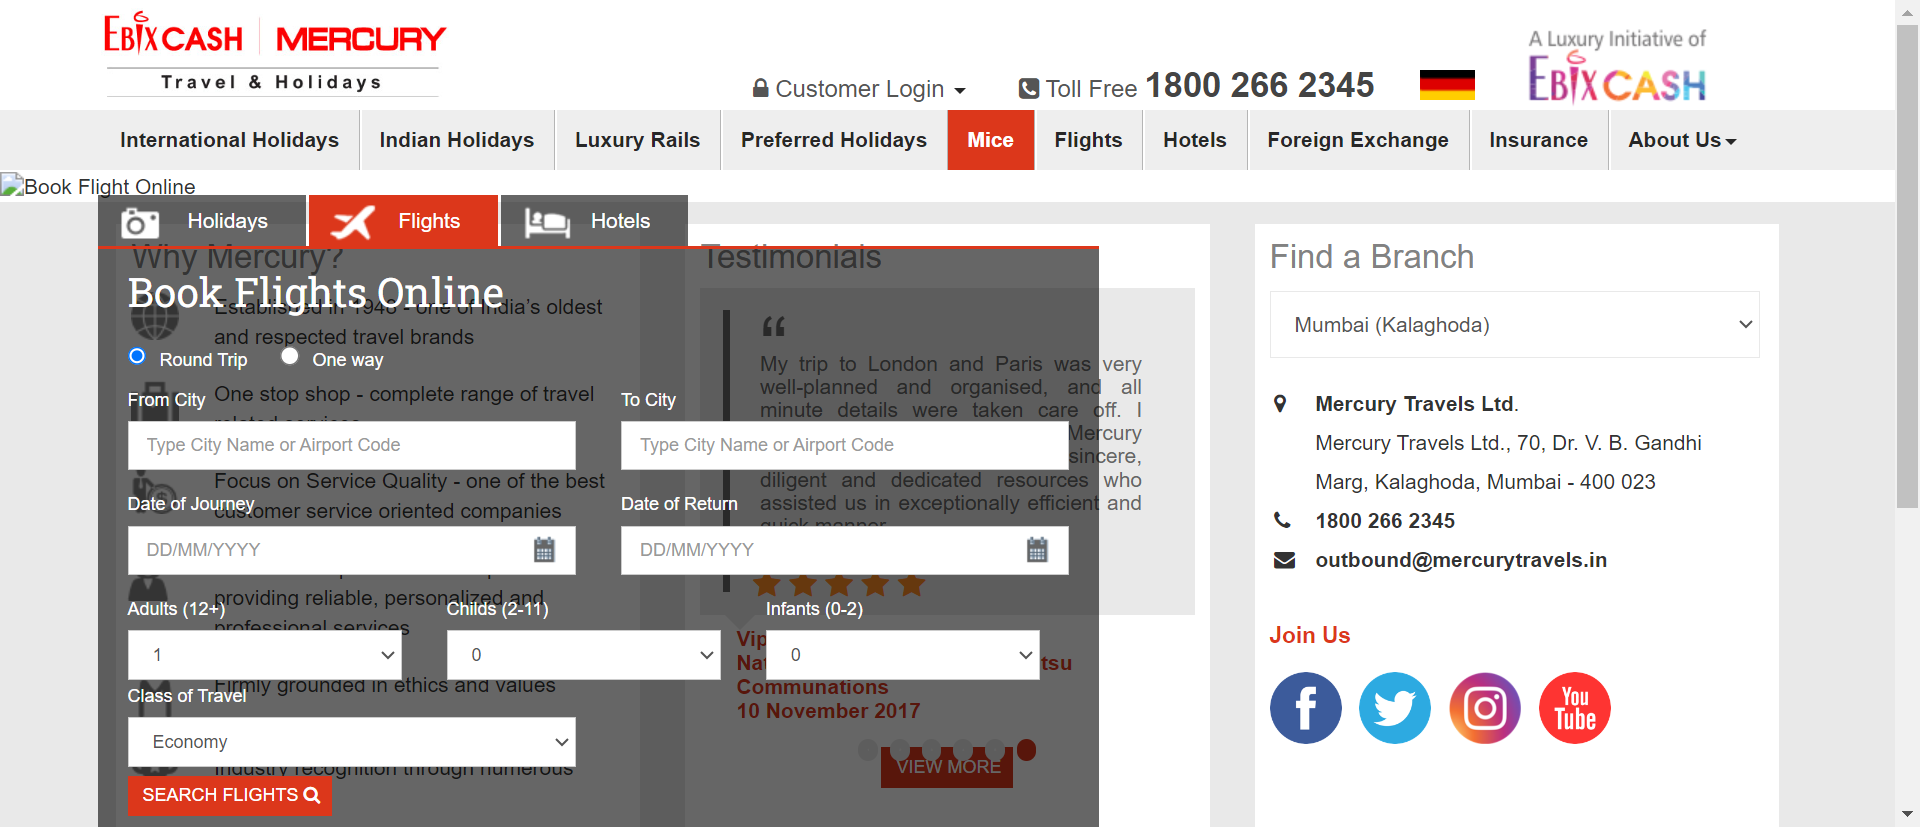 EBIXCASH MERCURY
Travel & Holidays
Customer Login
Toll Free 1800 266 2345
A Luxury Initiative of
EBIXCASH
International Holidays
Indian Holidays
Luxury Rails
Preferred Holidays
Mice
Flights
Hotels
Foreign Exchange
Insurance
About Us
Book Flight Online
Holidays
Flights
Hotels
Why Mercury?
Book Flights Online
Established in 1948 - one of India's oldest
and respected travel brands
Round Trip
One way
One stop shop - complete range of travel
related services
From City
To City
Type City Name or Airport Code
Type City Name or Airport Code
Focus on Service Quality - one of the best
customer service oriented companies
Date of Journey
Date of Return
DD/MM/YYYY
DD/MM/YYYY
providing reliable, personalized and
professional services
Adults (12+)
Childs (2-11)
Infants (0-2)
1
0
0
Firmly grounded in ethics and values
Class of Travel
Economy
Industry recognition through numerous
SEARCH FLIGHTS
Testimonials
“
My trip to London and Paris was very
well-planned and organised, and all
minute details were taken care off. I
Mercury
sincere,
diligent and dedicated resources who
assisted us in exceptionally efficient and
quick manner
Vip
Nat
tsu
Communations
10 November 2017
VIEW MORE
Find a Branch
Mumbai (Kalaghoda)
Mercury Travels Ltd.
Mercury Travels Ltd., 70, Dr. V. B. Gandhi
Marg, Kalaghoda, Mumbai - 400 023
1800 266 2345
outbound@mercurytravels.in
Join Us
You
Tube